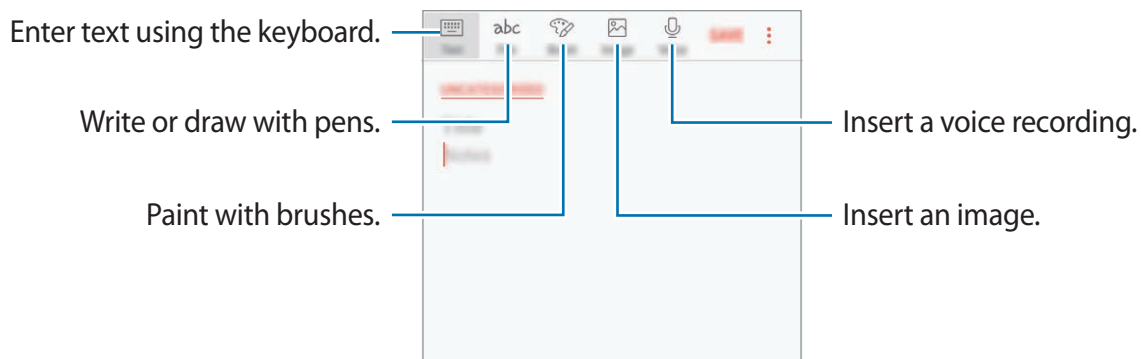 Enter text using the keyboard.
abc
SAVE
UNCATEGORISED
Write or draw with pens.
Insert a voice recording.
Paint with brushes.
Insert an image.